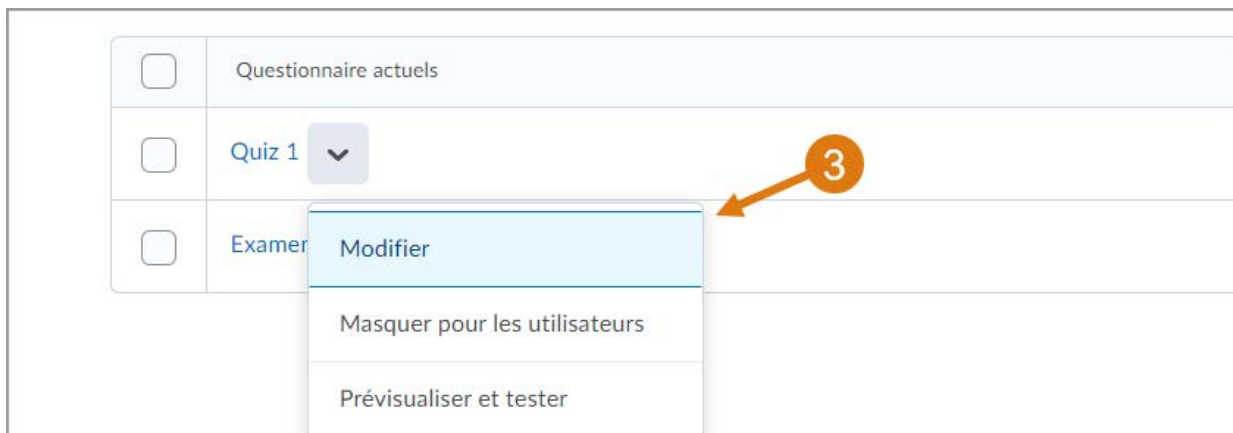 Questionnaire actuels
Quiz 1
3
Examen
Modifier
Masquer pour les utilisateurs
Prévisualiser et tester